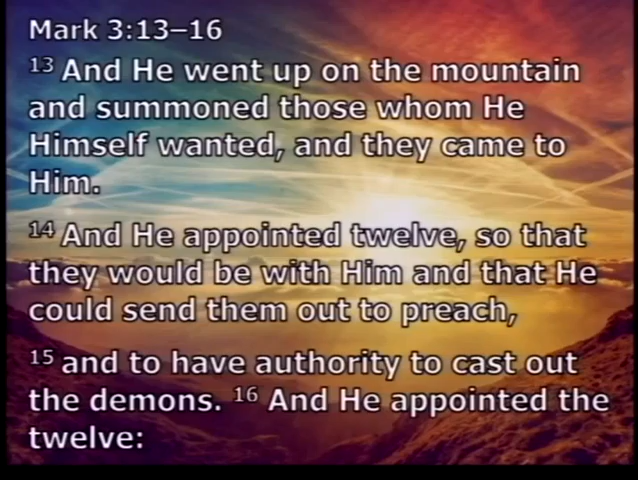 Mark 3:13–16
13 And He went up on the mountain
and summoned those whom He
Himself wanted, and they came to
Him.
14 And He appointed twelve, so that
they would be with Him and that He
could send them out to preach,
15 and to have authority to cast out
the demons. 16 And He appointed the
twelve: